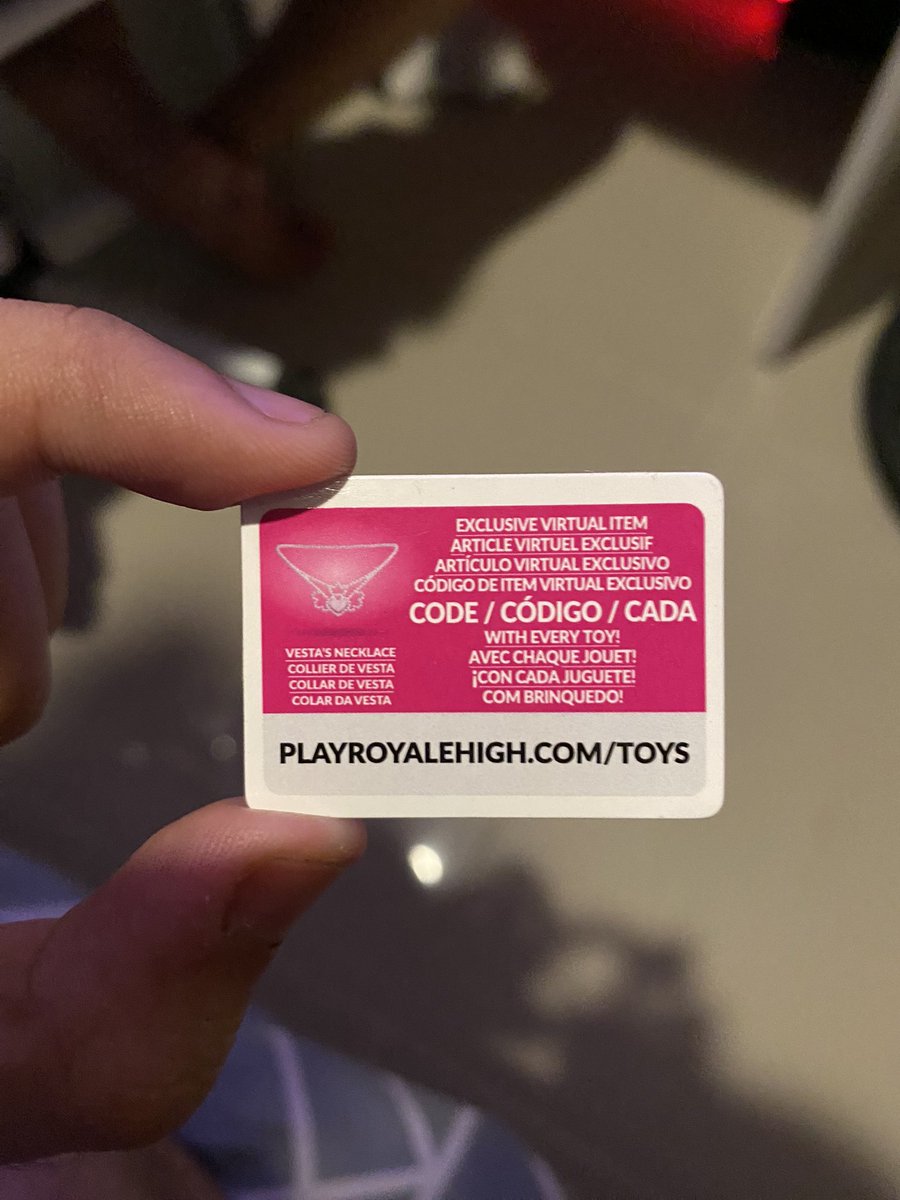 EXCLUSIVE VIRTUAL ITEM
ARTICLE VIRTUEL EXCLUSIF
ARTÍCULO VIRTUAL EXCLUSIVO
CÓDIGO DE ITEM VIRTUAL EXCLUSIVO
CODE / CÓDIGO / CADA
WITH EVERY TOY!
AVEC CHAQUE JOUET!
¡CON CADA JUGUETE!
COM BRINQUEDO!
VESTA'S NECKLACE
COLLIER DE VESTA
COLLAR DE VESTA
COLAR DA VESTA
PLAYROYALEHIGH.COM/TOYS